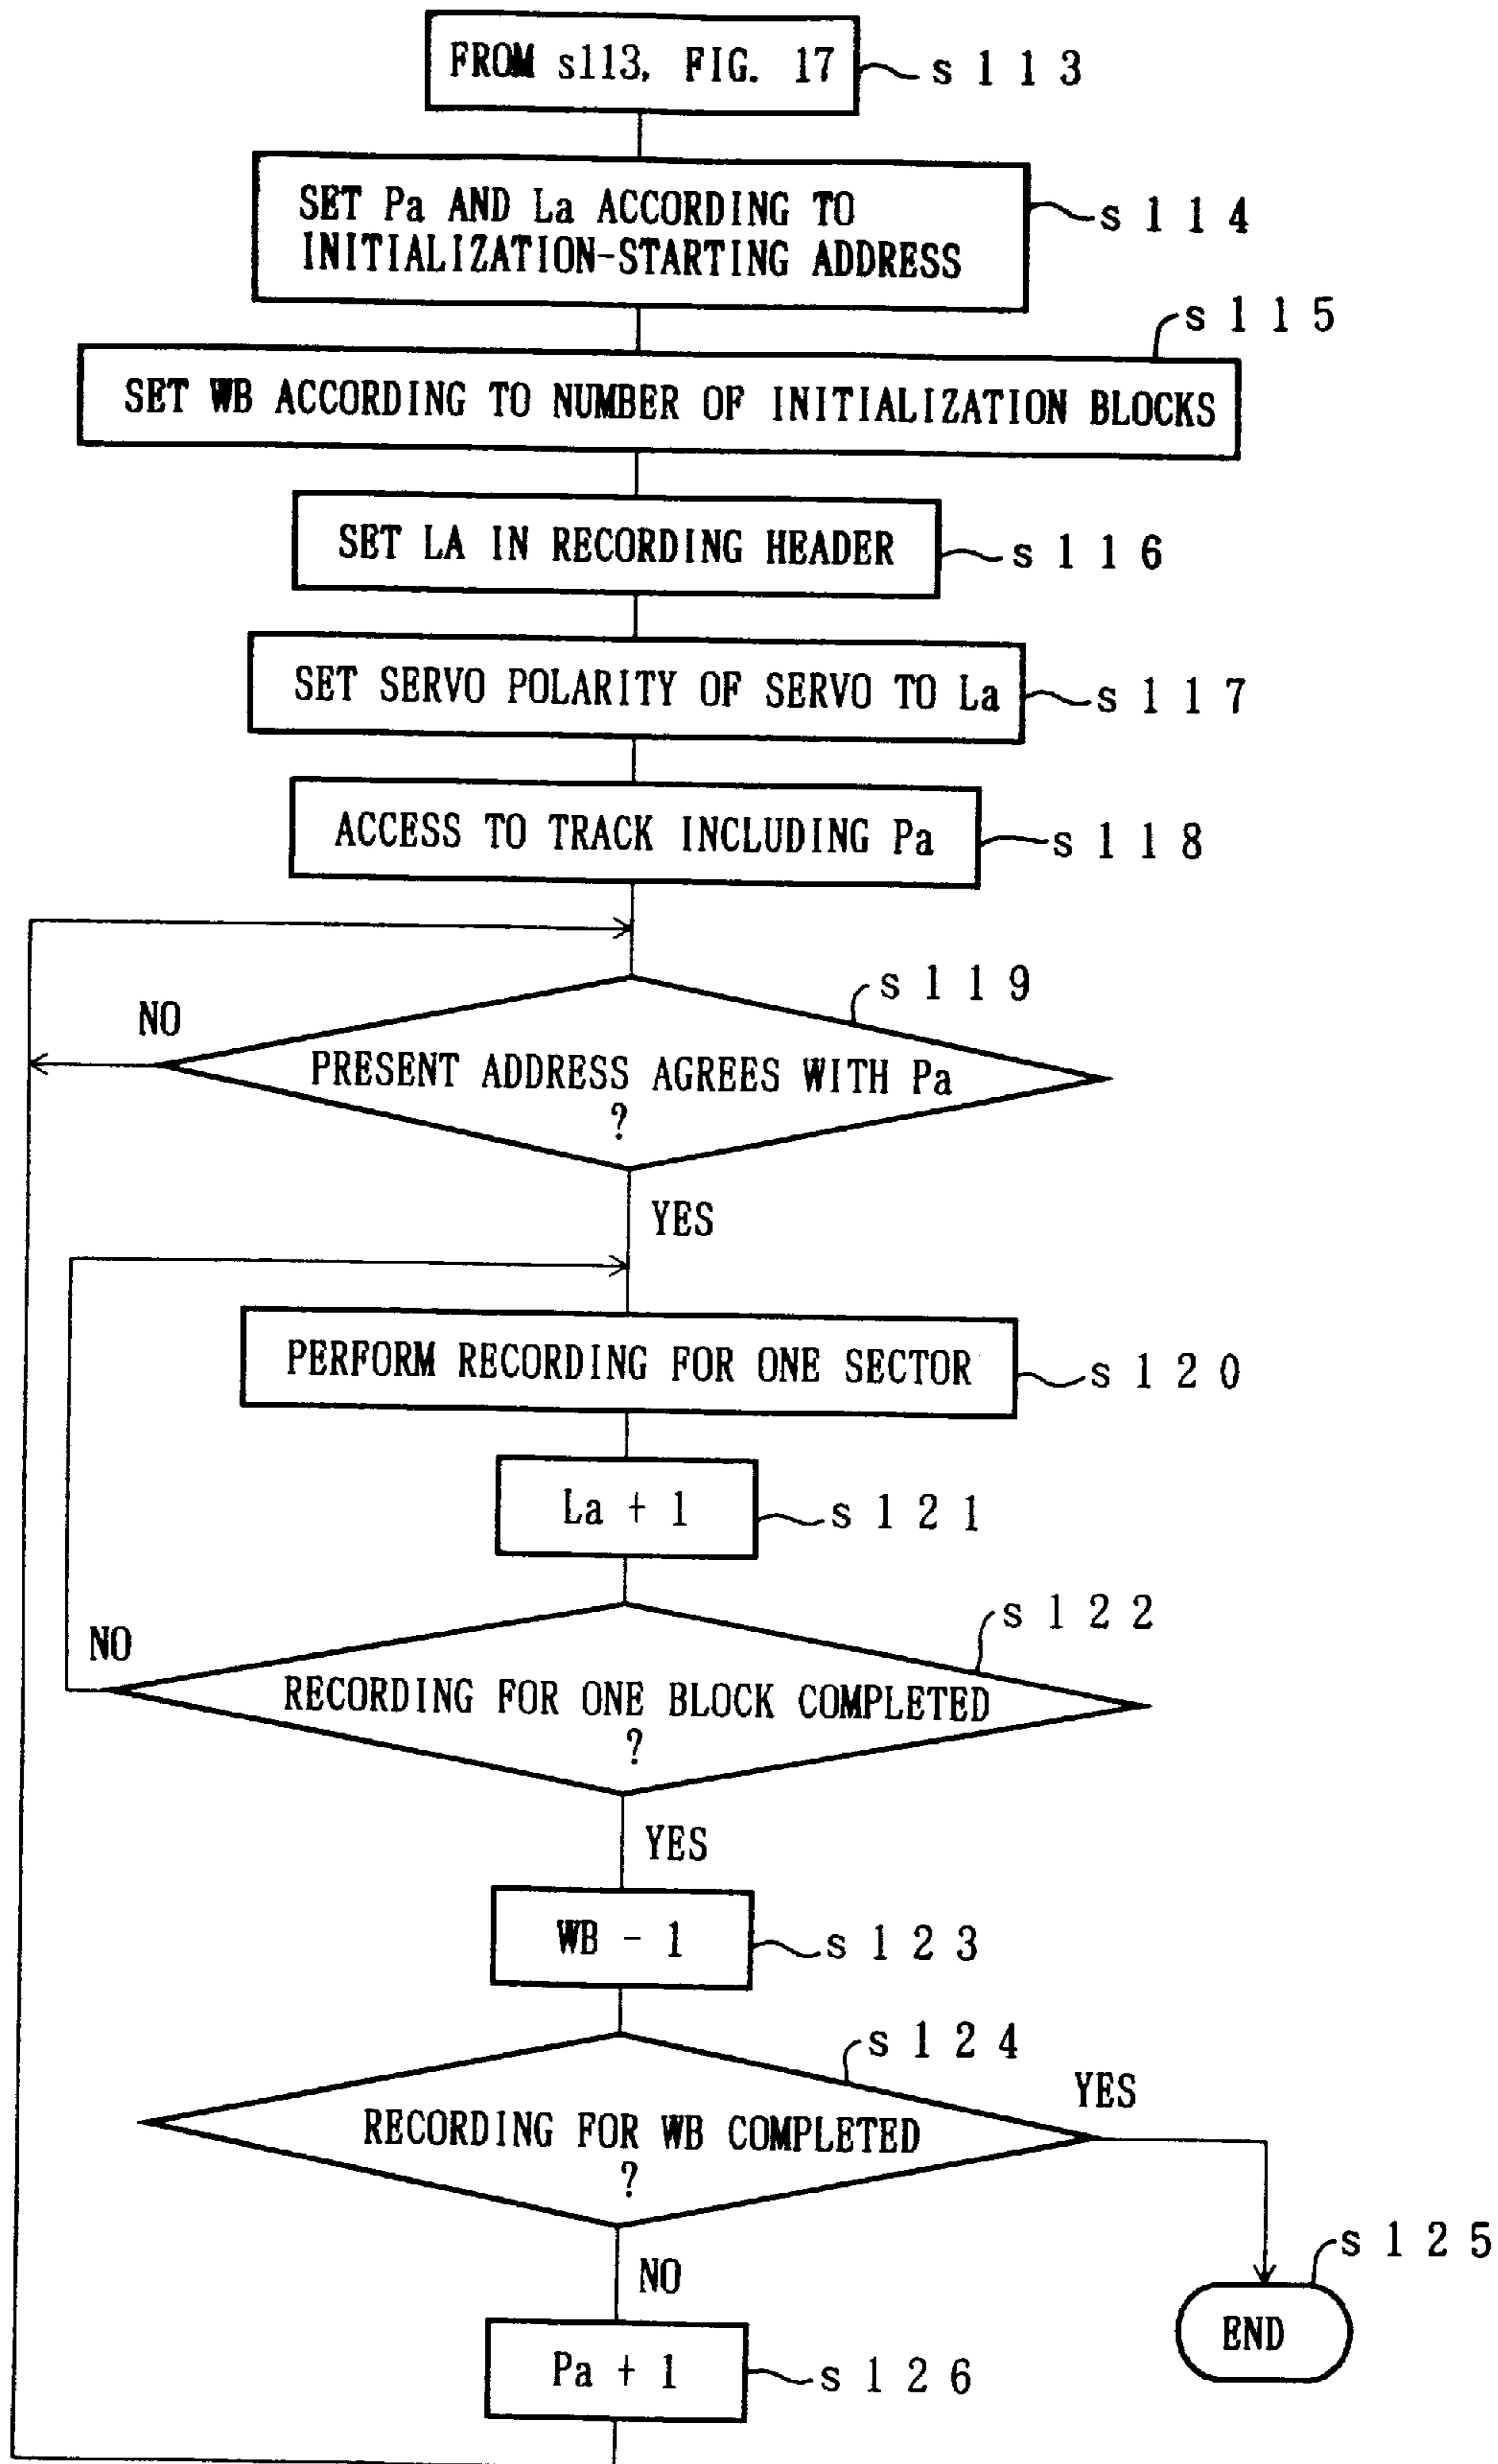 FROM s113, FIG. 17
s 1 1 3
SET Pa AND La ACCORDING TO
INITIALIZATION-STARTING ADDRESS
s 1 1 4
s 1 1 5
SET WB ACCORDING TO NUMBER OF INITIALIZATION BLOCKS
SET LA IN RECORDING HEADER
s 1 1 6
SET SERVO POLARITY OF SERVO TO La
s 1 1 7
ACCESS TO TRACK INCLUDING Pa
s 1 1 8
s 1 1 9
NO
PRESENT ADDRESS AGREES WITH Pa
?
YES
PERFORM RECORDING FOR ONE SECTOR
s 1 2 0
La + 1
s 1 2 1
s 1 2 2
NO
RECORDING FOR ONE BLOCK COMPLETED
?
YES
WB - 1
s 1 2 3
s 1 2 4
YES
RECORDING FOR WB COMPLETED
?
s 1 2 5
NO
END
Pa + 1
s 1 2 6